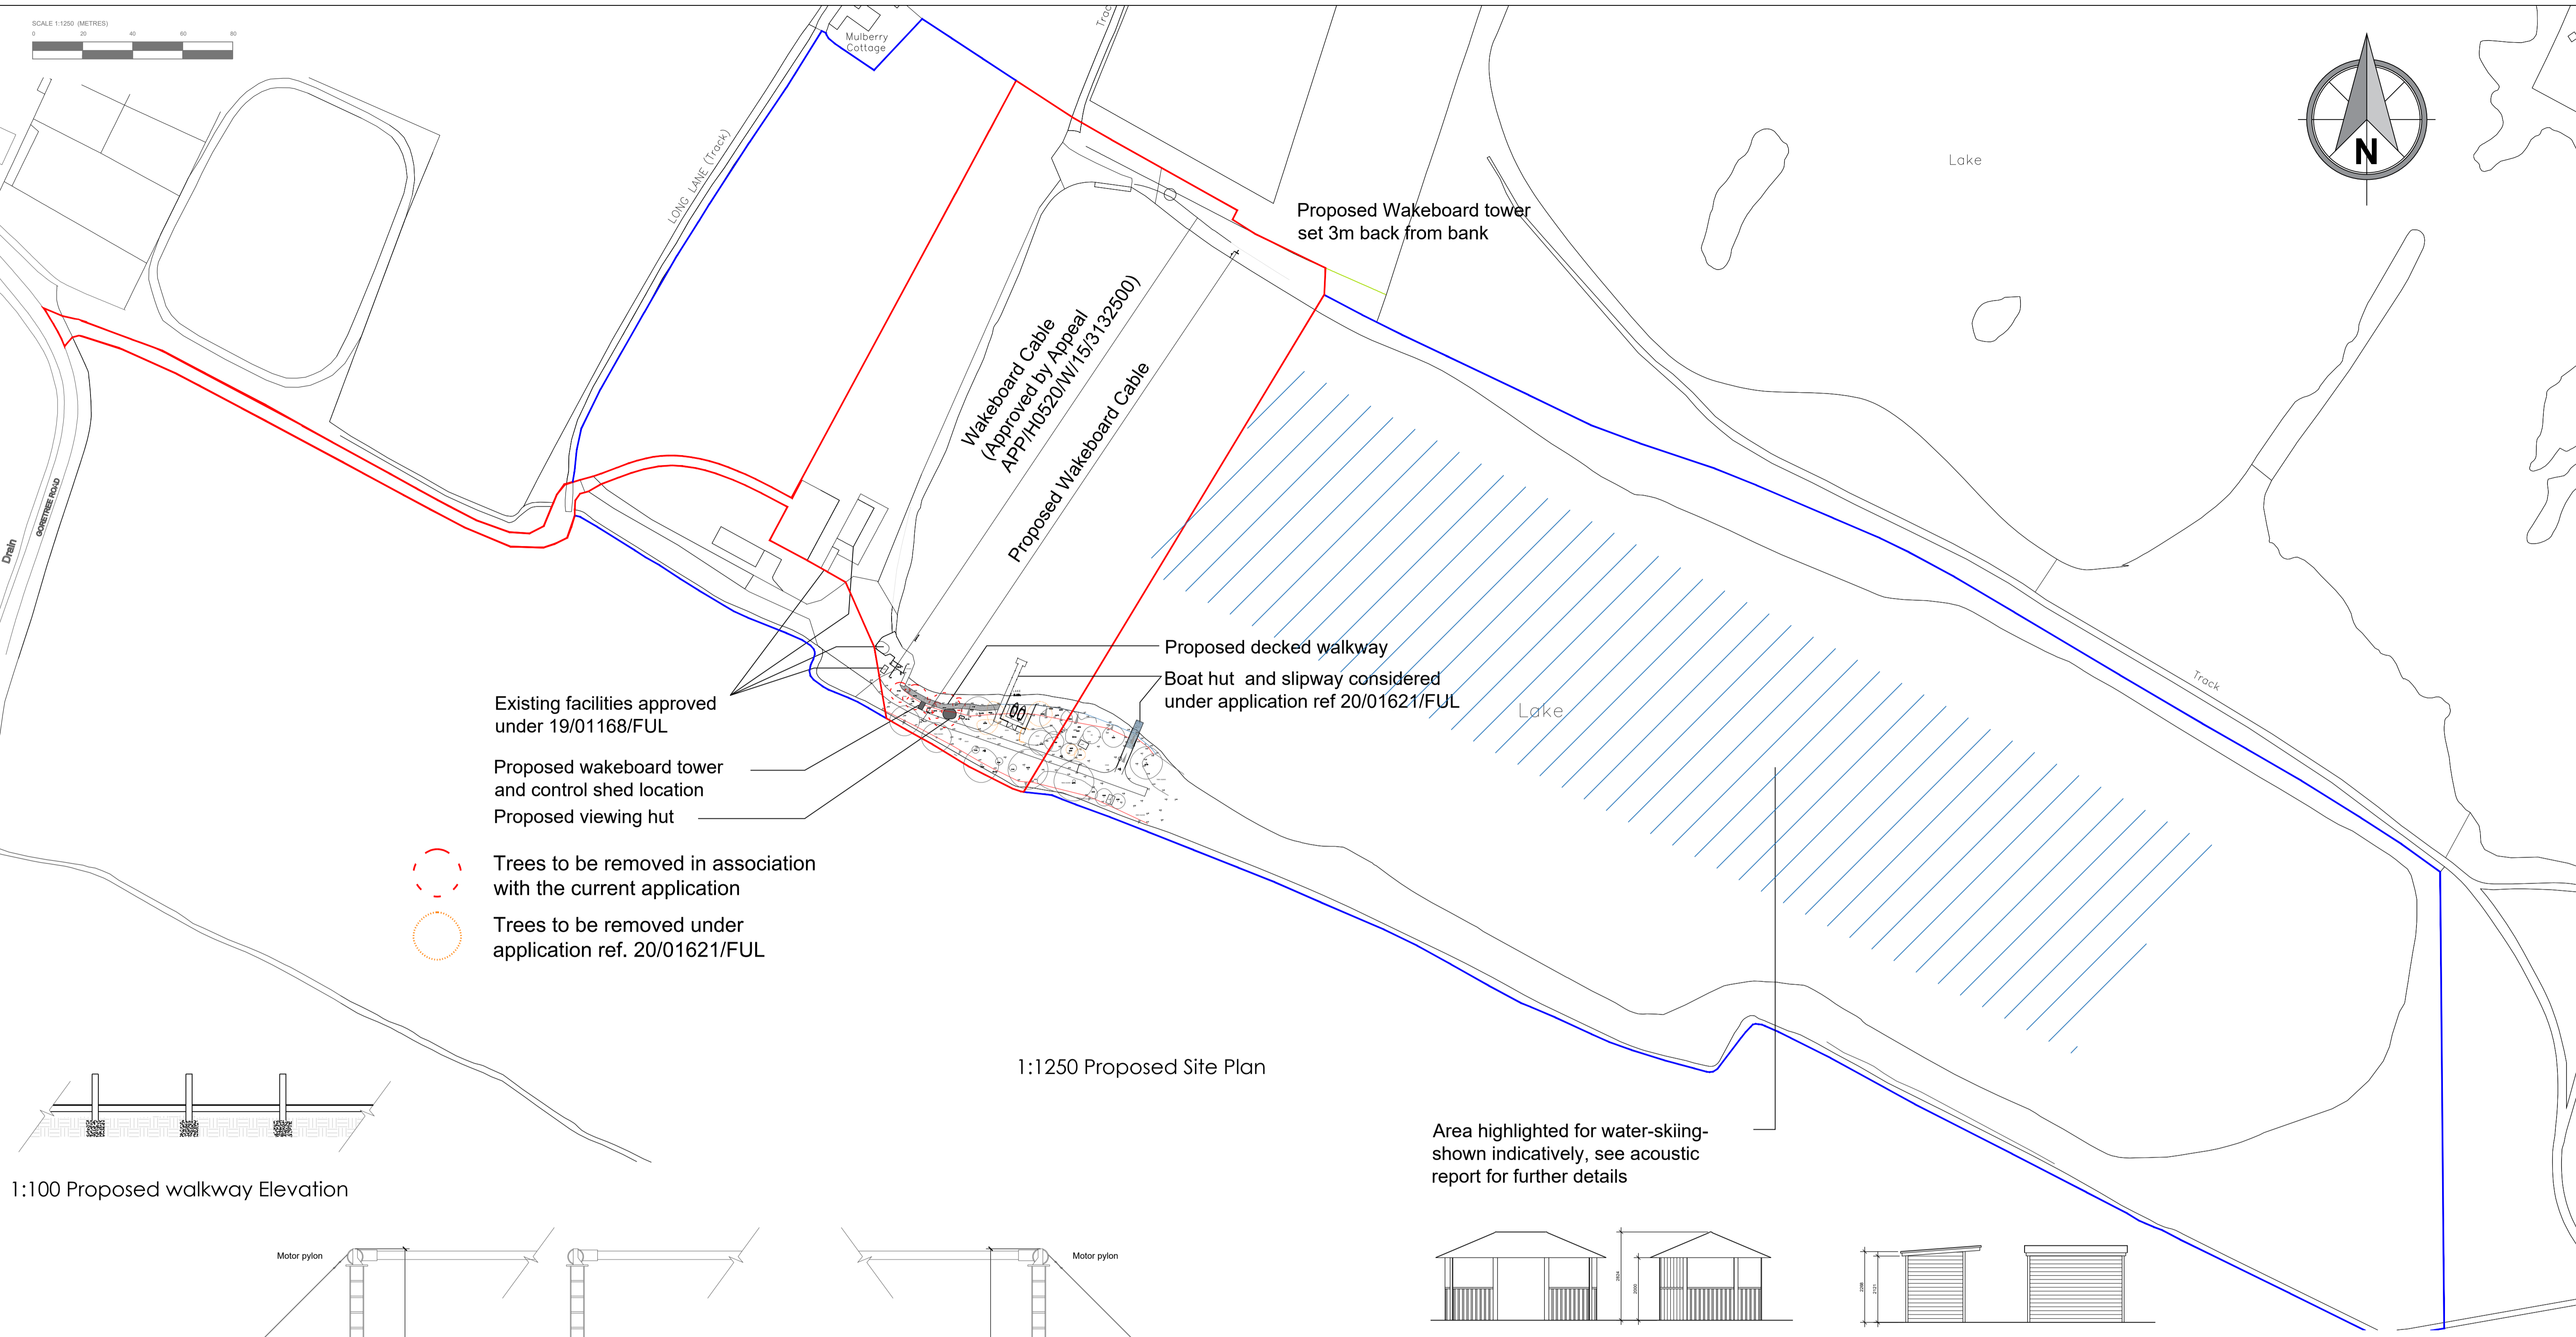 SCALE 1:1250 (METRES)
0 20 40 60 80
Mulberry
Cottage
Trac
LONG LANE (Track)
Lake
N
Proposed Wakeboard tower
set 3m back from bank
Wakeboard Cable
(Approved by Appeal
APP/H0520/W/15/3132500)
Proposed Wakeboard Cable
GORETREE ROAD
Drain
Proposed decked walkway
Boat hut and slipway considered
under application ref 20/01621/FUL
Lake
Track
Existing facilities approved
under 19/01168/FUL
Proposed wakeboard tower
and control shed location
Proposed viewing hut
Trees to be removed in association
with the current application
Trees to be removed under
application ref. 20/01621/FUL
1:1250 Proposed Site Plan
Area highlighted for water-skiing-
shown indicatively, see acoustic
report for further details
1:100 Proposed walkway Elevation
Motor pylon
Motor pylon
2924
2000
2298
2121